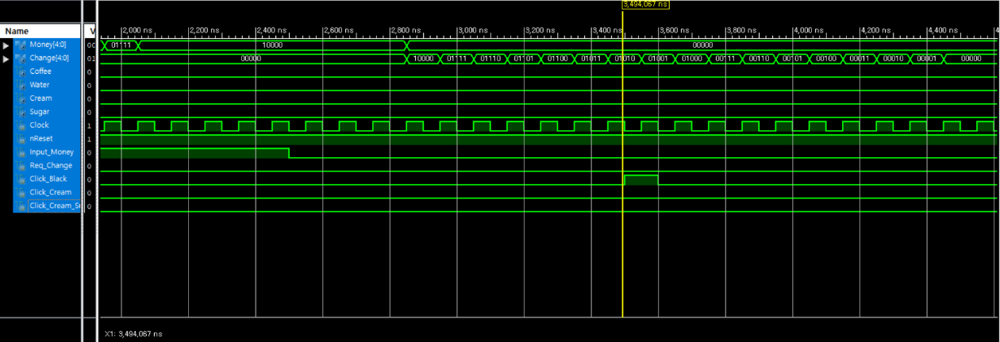 3,494,067 ns
Name
V
2,000 ns 2,200 ns 2,400 ns 2,600 ns 2,800 ns 3,000 ns 3,200 ns 3,400 ns 3,600 ns 3,800 ns 4,000 ns 4,200 ns 4,400 ns 4
Money[4:0] 00 01111 10000 00000
Change[4:0] 01 00000 10000 01111 01110 01101 01100 01011 01010 01001 01000 00111 00110 00101 00100 00011 00010 00001 00000
Coffee 0
Water 0
Cream 0
Sugar 0
Clock 1
nReset 1
Input_Money 0
Req_Change 0
Click_Black 0
Click_Cream 0
Click_Cream_S 0
X1: 3,494,067 ns